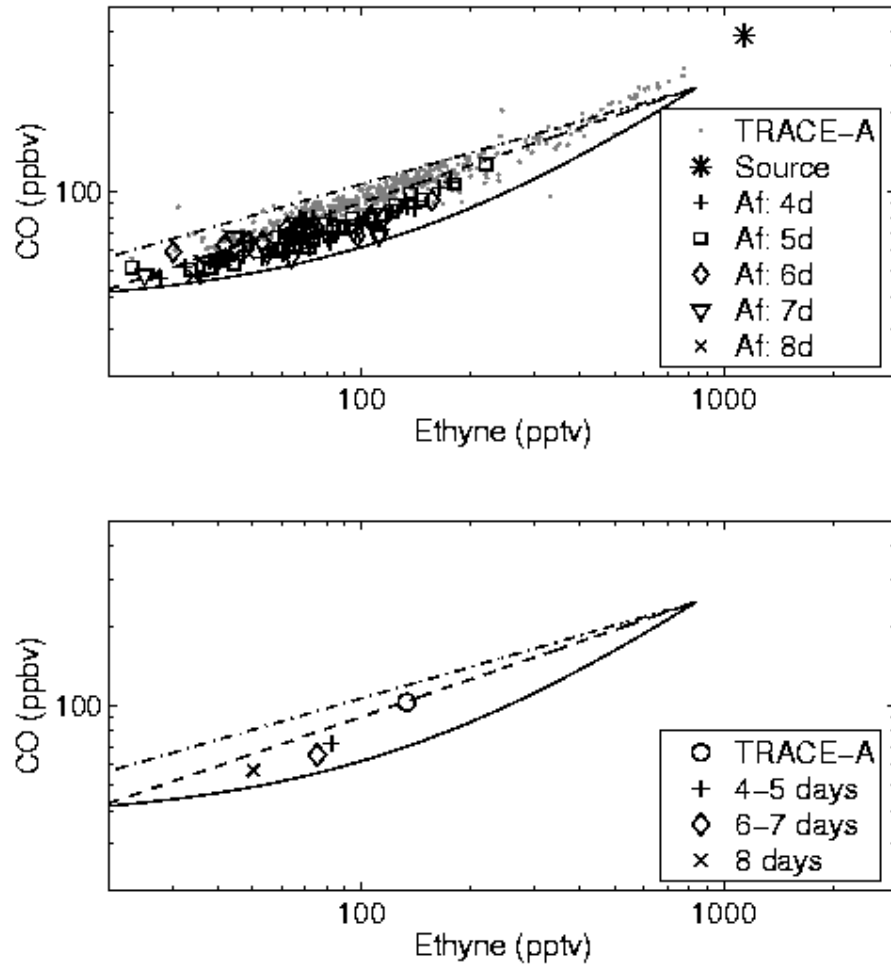 CO (ppbv)
100
TRACE-A
Source
Af: 4d
Af: 5d
Af: 6d
Af: 7d
Af: 8d
100
1000
Ethyne (pptv)
CO (ppbv)
100
TRACE-A
4-5 days
6-7 days
8 days
100
1000
Ethyne (pptv)